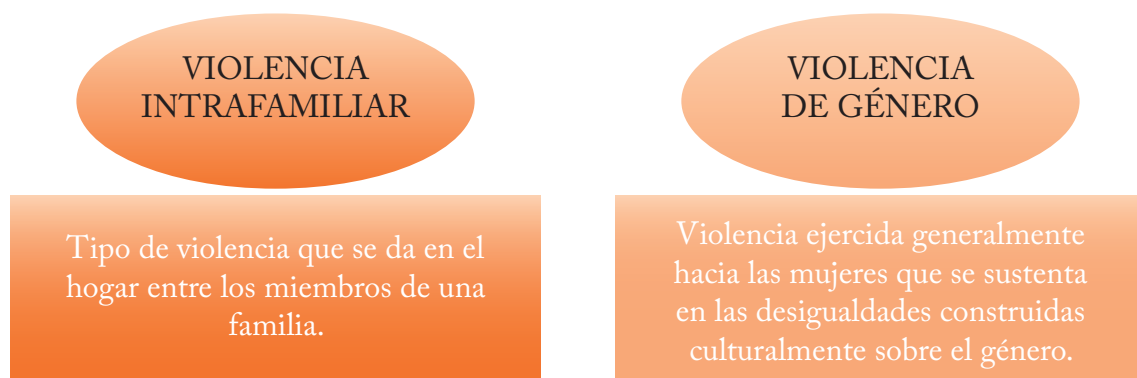 VIOLENCIA
INTRAFAMILIAR
Tipo de violencia que se da en el
hogar entre los miembros de una
familia.
VIOLENCIA
DE GÉNERO
Violencia ejercida generalmente
hacia las mujeres que se sustenta
en las desigualdades construidas
culturalmente sobre el género.